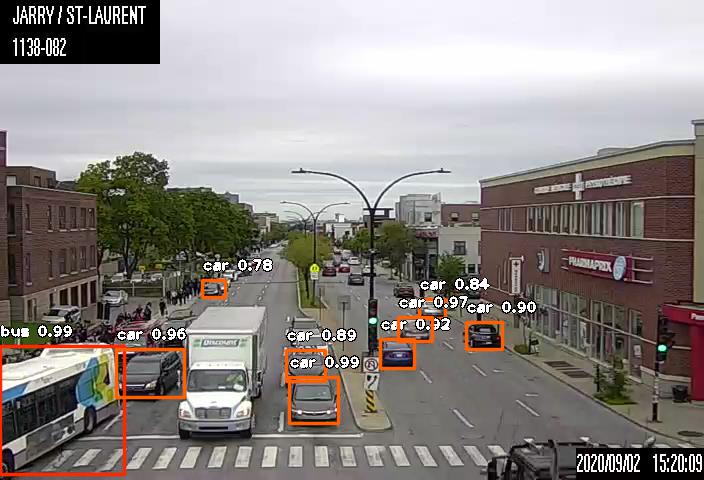 JARRY / ST-LAURENT
1138-082
car 0.78
car 0.84
car 0.97
car 0.90
PHARMAPRIX
bus 0.99
car 0.96
car 0.89
car 0.92
car 0.99
DISCOUNT
2020/09/02 15:20:09